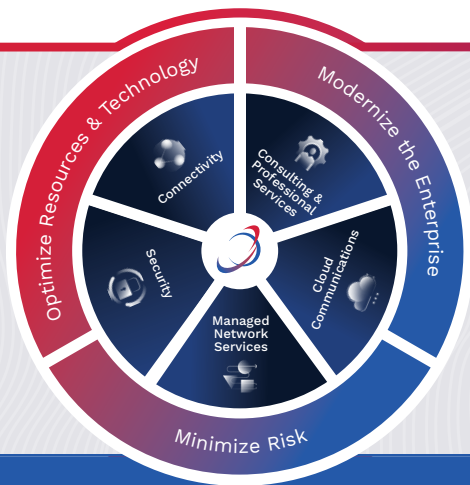 Optimize Resources & Technology
Modernize the Enterprise
Connectivity
Consulting &
Professional
Services
Security
Cloud
Communications
Managed
Network
Services
Minimize Risk